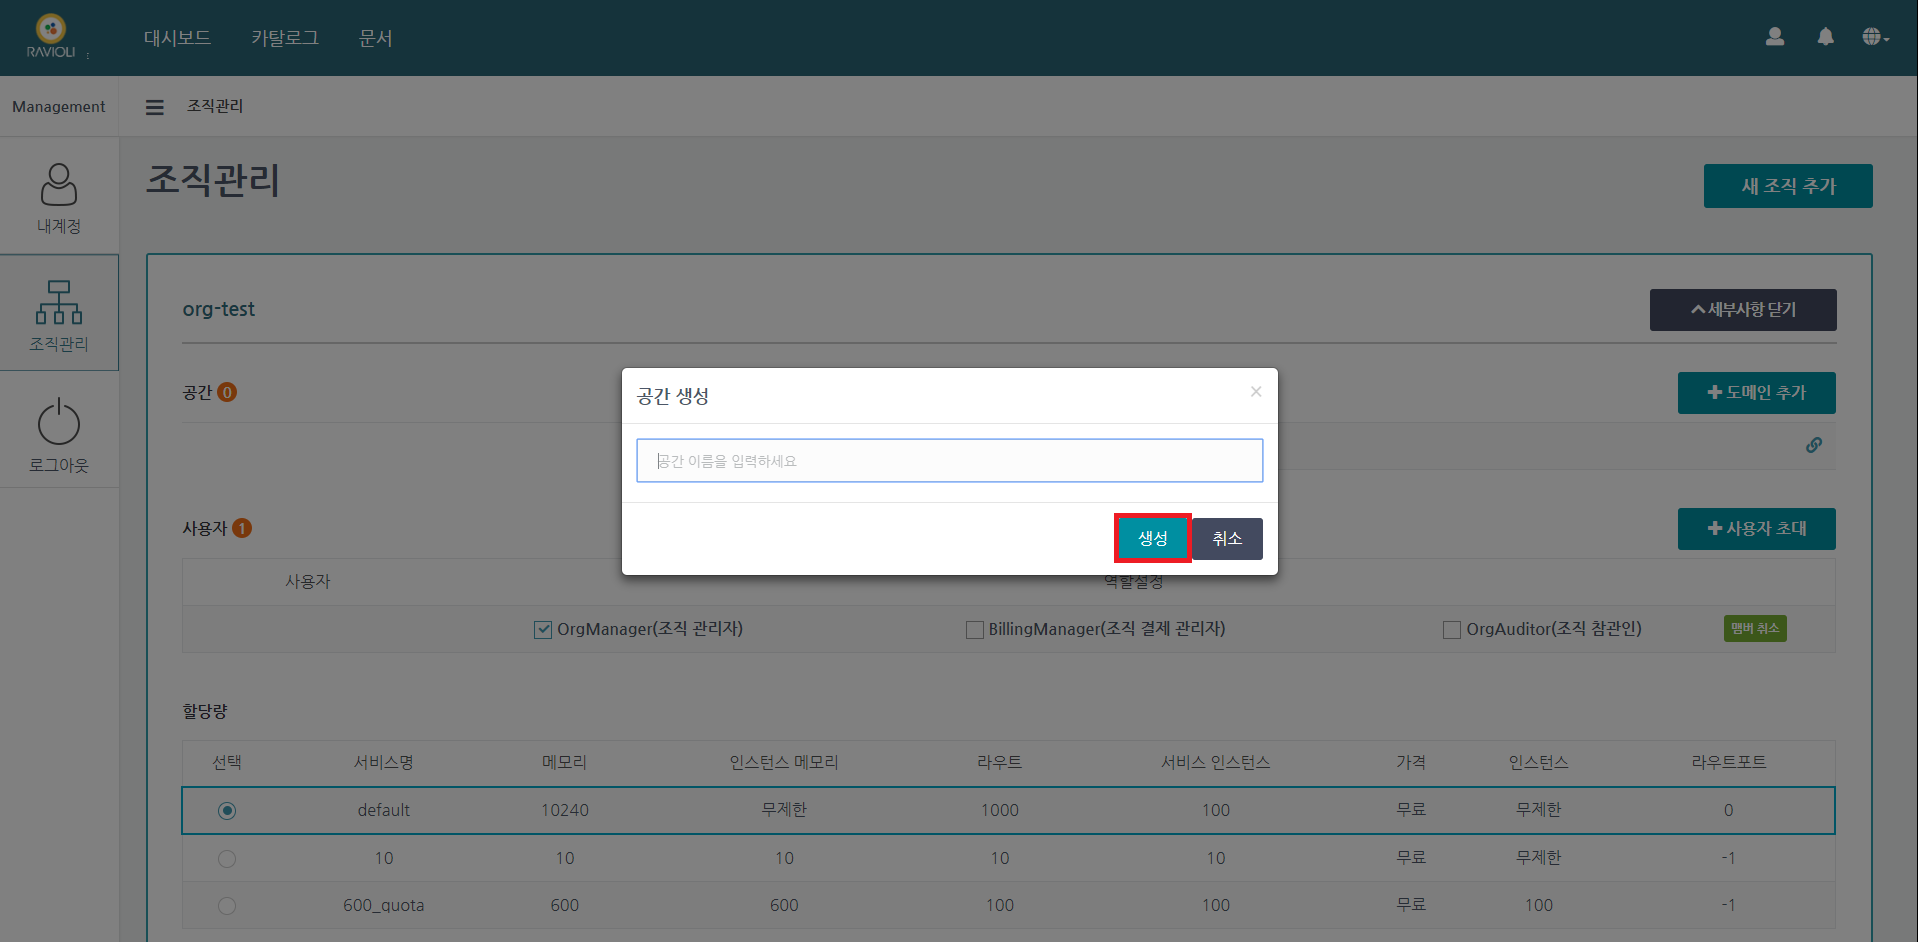 RAVIOLI
대시보드 카탈로그 문서
Management
조직관리
내계정
조직관리
로그아웃
조직관리
새 조직 추가
org-test
세부사항 닫기
공간 0
도메인 추가
공간 생성
×
공간 이름을 입력하세요
생성 취소
사용자 1
사용자 초대
사용자 역할설정
OrgManager(조직 관리자) BillingManager(조직 결제 관리자) OrgAuditor(조직 참관인) 맴버 취소
할당량
선택 서비스명 메모리 인스턴스 메모리 라우트 서비스 인스턴스 가격 인스턴스 라우트포트
default 10240 무제한 1000 100 무료 무제한 0
10 10 10 10 10 무료 무제한 -1
600_quota 600 600 100 100 무료 100 -1